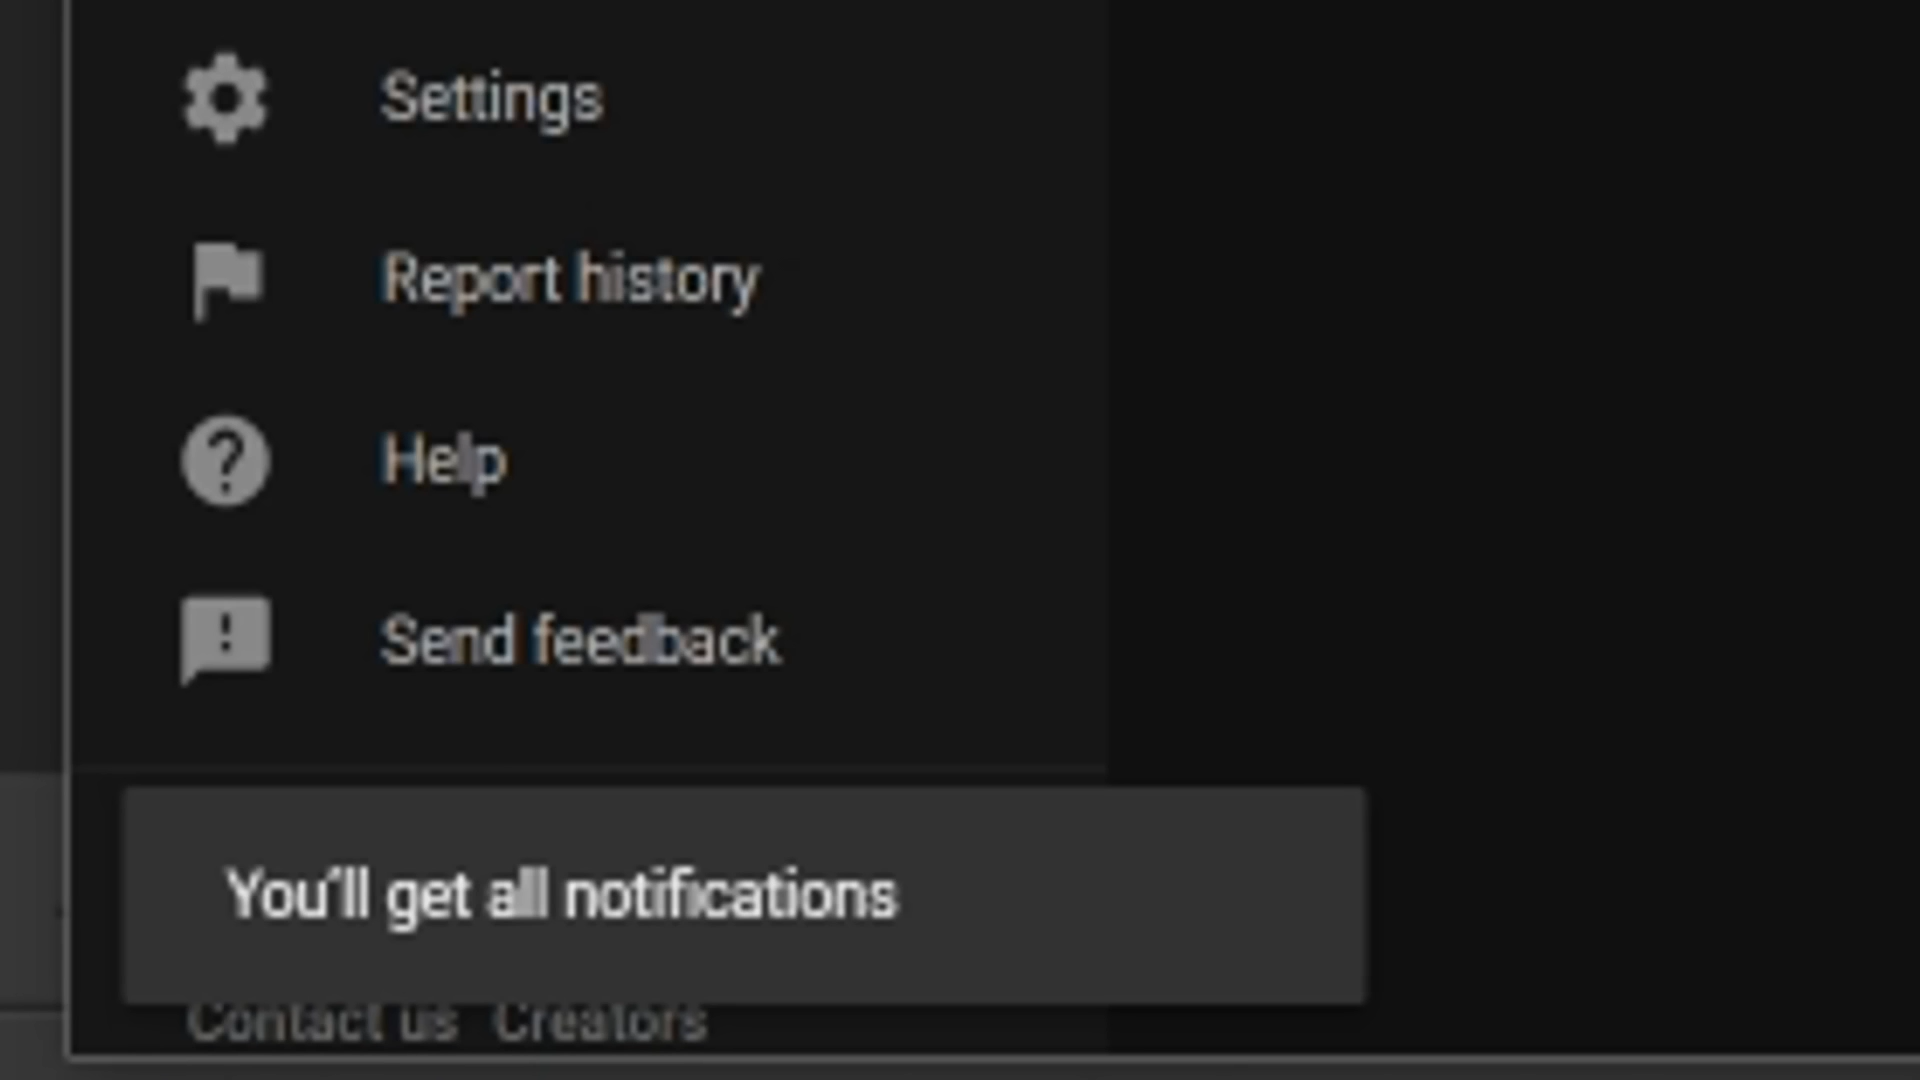 Settings
Report history
Help
Send feedback
You'll get all notifications
Contact us Creators